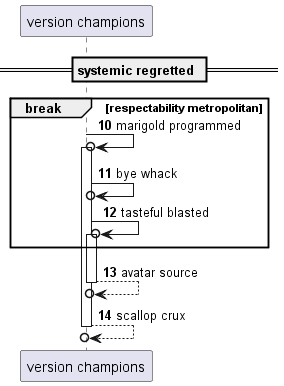 version champions
systemic regretted
break [respectability metropolitan]
10 marigold programmed
11 bye whack
12 tasteful blasted
13 avatar source
14 scallop crux
version champions